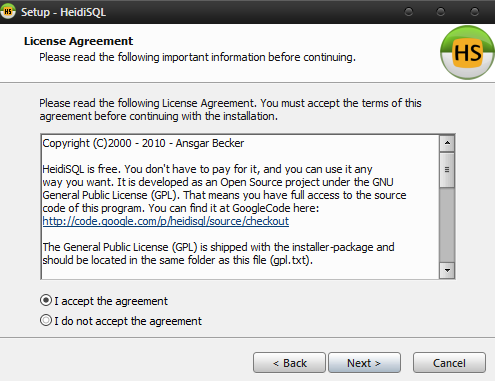 Setup - HeidiSQL
License Agreement
Please read the following important information before continuing.
HS
Please read the following License Agreement. You must accept the terms of this
agreement before continuing with the installation.
Copyright (C)2000 - 2010 - Ansgar Becker
HeidiSQL is free. You don't have to pay for it, and you can use it any
way you want. It is developed as an Open Source project under the GNU
General Public License (GPL). That means you have full access to the source
code of this program. You can find it at GoogleCode here:
http://code.google.com/p/heidisql/source/checkout
The General Public License (GPL) is shipped with the installer-package and
should be located in the same folder as this file (gpl.txt).
I accept the agreement
I do not accept the agreement
< Back
Next >
Cancel